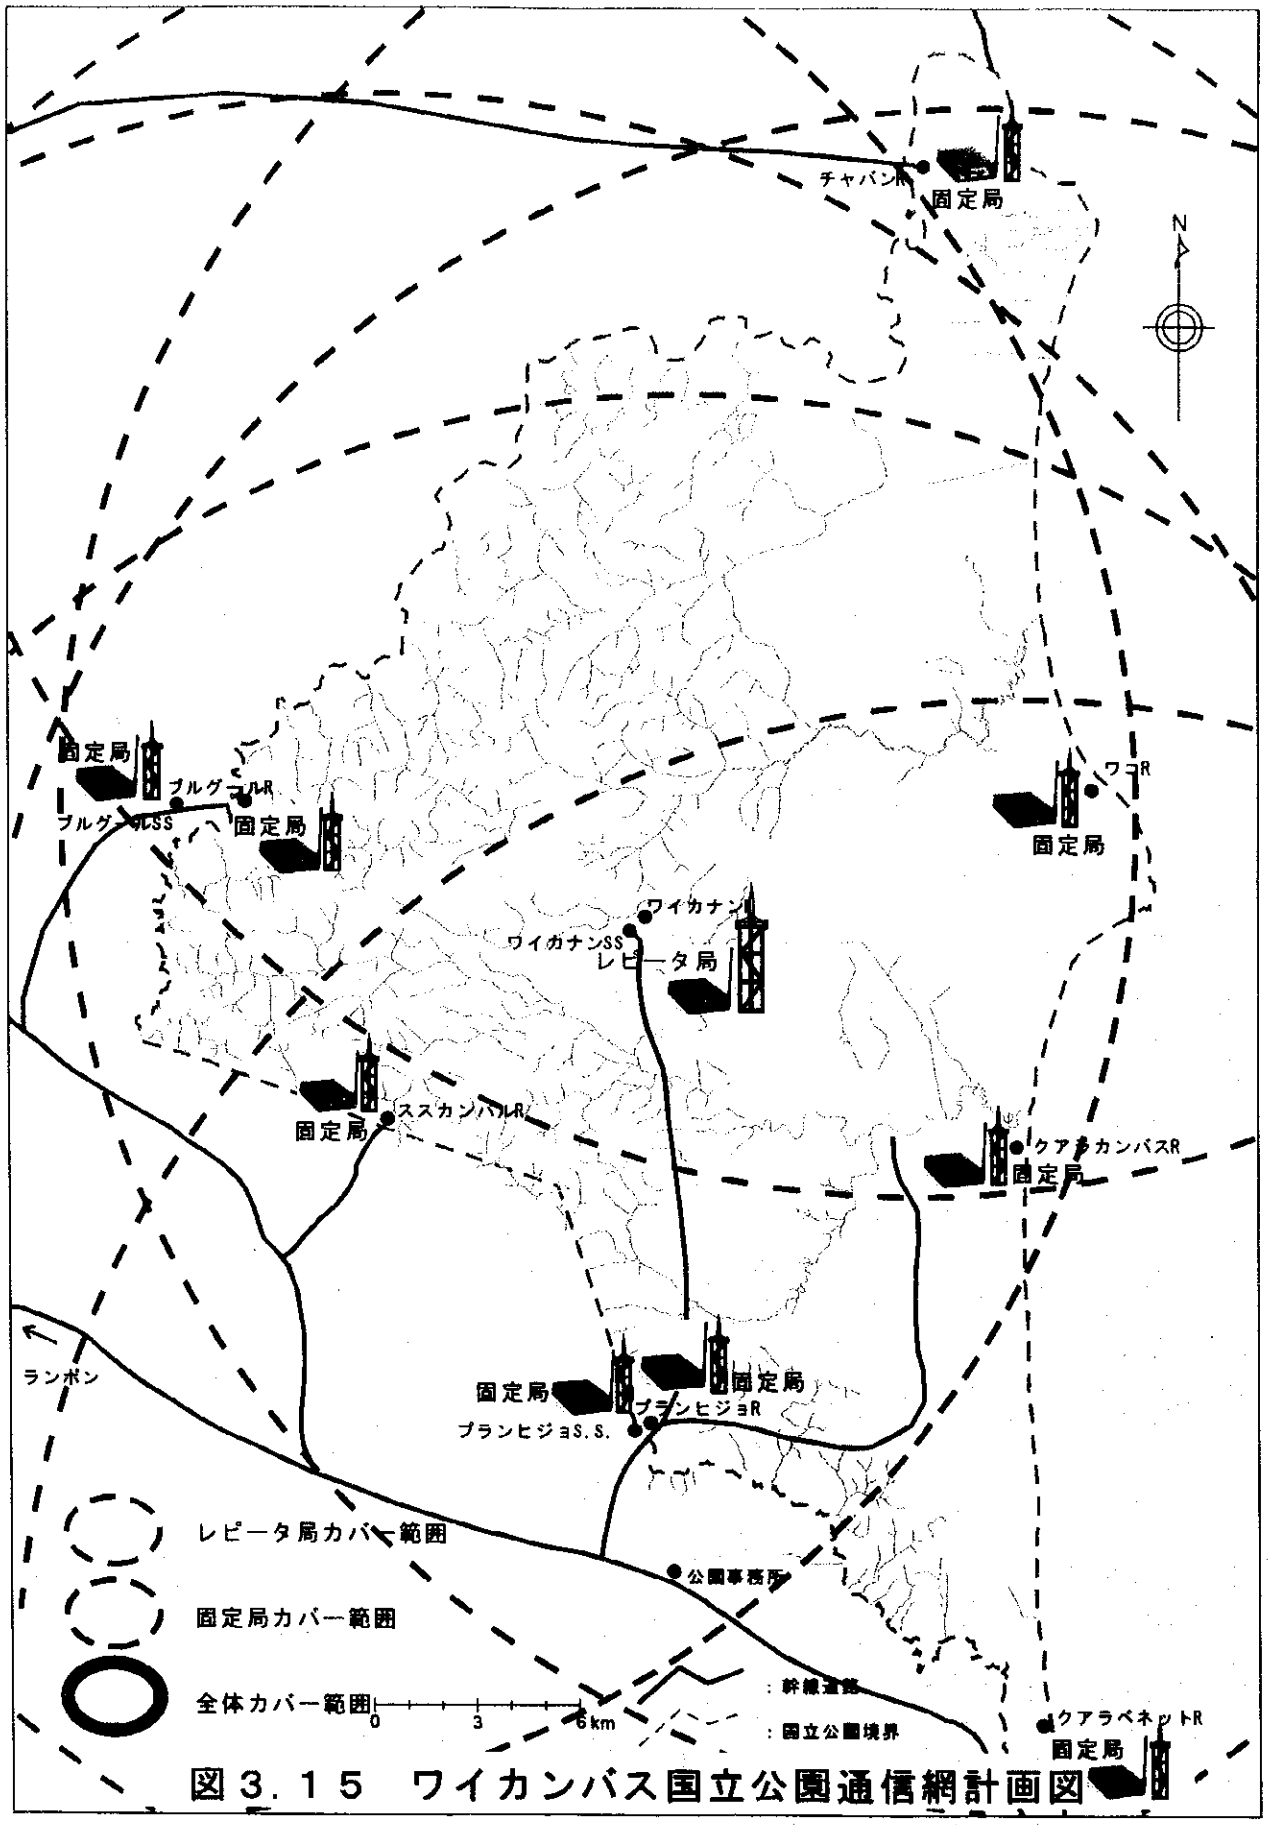 チャバンR
固定局
N
固定局
ブルグールR
ブルグールSS
固定局
ワコR
固定局
ワイカナン
ワイカナンSS
レピータ局
ススカンバルR
固定局
クアラカンバスR
固定局
ランポン
固定局
固定局
プランヒジョR
プランヒジョS.S.
レピータ局カバー範囲
公園事務所
固定局カバー範囲
全体カバー範囲
0 3 6km
：幹線道路
：国立公園境界
クアラペネットR
固定局
図3.15 ワイカンバス国立公園通信網計画図